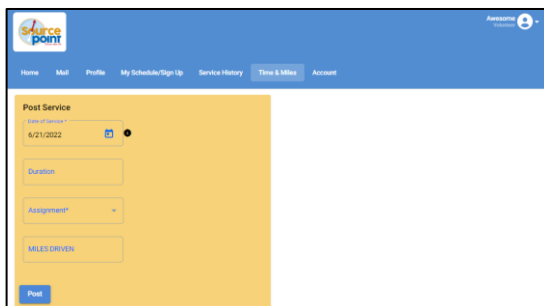 Source
point
Awesome
Volunteer
Home Mail Profile My Schedule/Sign Up Service History Time & Miles Account
Post Service
Date of Service *
6/21/2022
Duration
Assignment*
MILES DRIVEN
Post